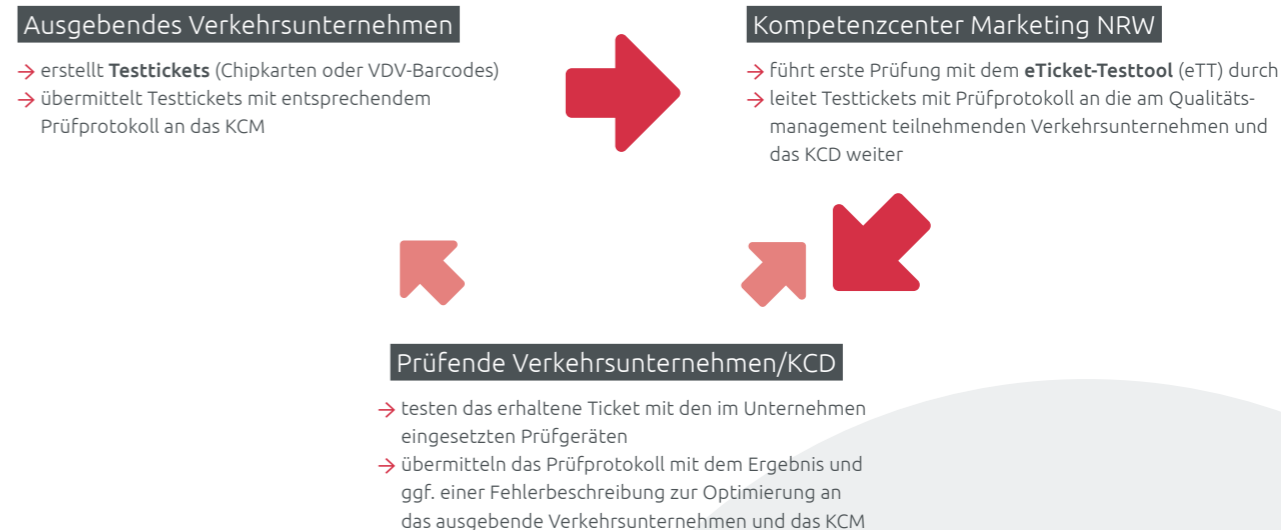 Ausgebendes Verkehrsunternehmen
→ erstellt Testtickets (Chipkarten oder VDV-Barcodes)
→ übermittelt Testtickets mit entsprechendem
Prüfprotokoll an das KCM
Kompetenzcenter Marketing NRW
→ führt erste Prüfung mit dem eTicket-Testtool (eTT) durch
→ leitet Testtickets mit Prüfprotokoll an die am Qualitäts-
management teilnehmenden Verkehrsunternehmen und
das KCD weiter
Prüfende Verkehrsunternehmen/KCD
→ testen das erhaltene Ticket mit den im Unternehmen
eingesetzten Prüfgeräten
→ übermitteln das Prüfprotokoll mit dem Ergebnis und
ggf. einer Fehlerbeschreibung zur Optimierung an
das ausgebende Verkehrsunternehmen und das KCM